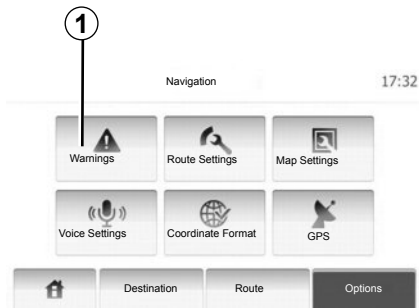 1
Navigation 17:32
Warnings Route Settings Map Settings
Voice Settings Coordinate Format GPS
Destination Route Options